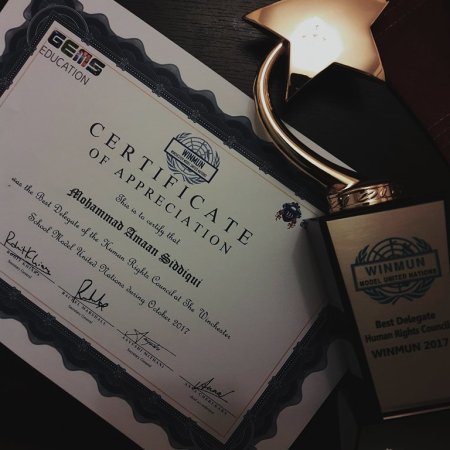 GEMS
EDUCATION
WINMUN
CERTIFICATE
OF APPRECIATION
This is to certify that
Mohammad Amaan Siddiqui
was the Best Delegate of the Human Rights Council at The Winchester
School Model United Nations during October 2017
WINMUN
MODEL UNITED NATIONS
Best Delegate
Human Rights Council
WINMUN 2017